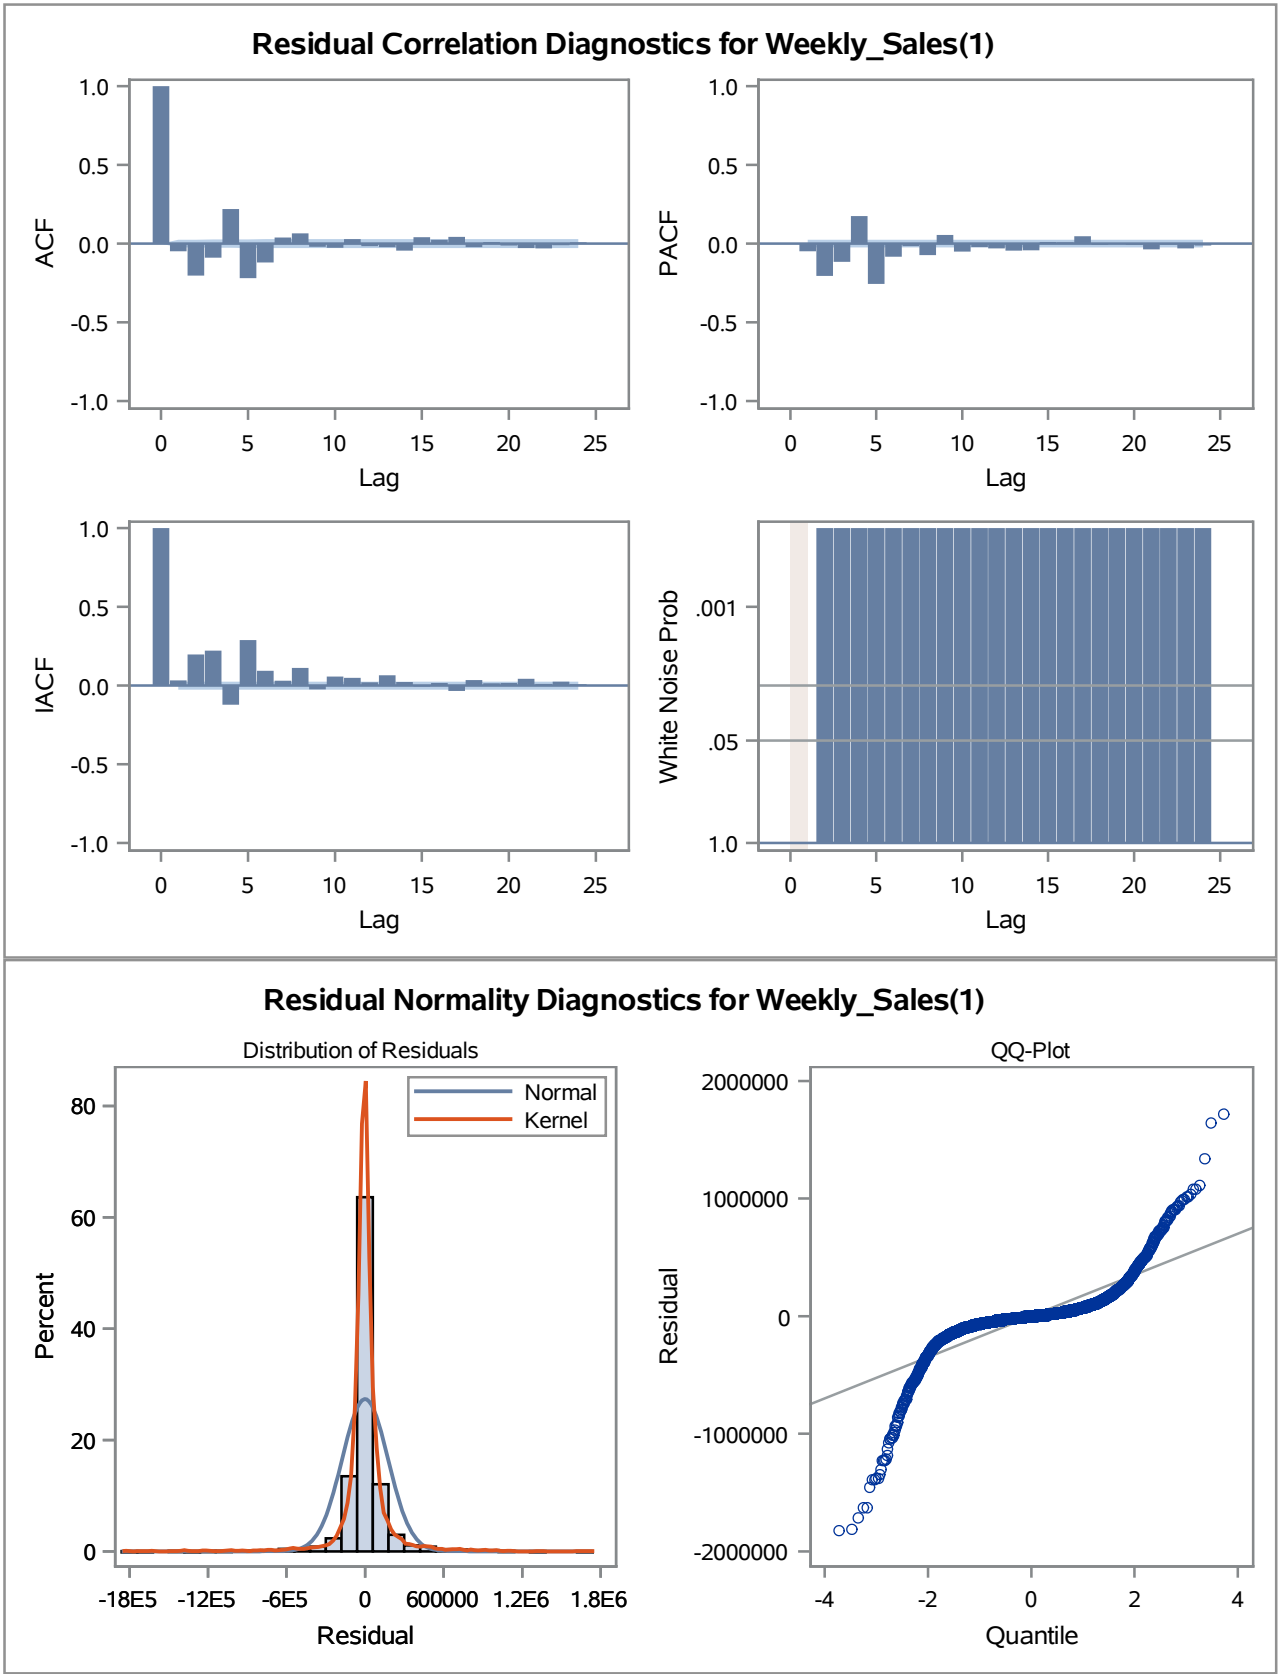 Residual Correlation Diagnostics for Weekly_Sales(1)
1.0
0.5
0.0
-0.5
-1.0
ACF
0 5 10 15 20 25
Lag
1.0
0.5
0.0
-0.5
-1.0
PACF
0 5 10 15 20 25
Lag
1.0
0.5
0.0
-0.5
-1.0
IACF
0 5 10 15 20 25
Lag
.001
.05
1.0
White Noise Prob
0 5 10 15 20 25
Lag
Residual Normality Diagnostics for Weekly_Sales(1)
Distribution of Residuals
Normal
Kernel
80
60
40
20
0
Percent
-18E5 -12E5 -6E5 0 600000 1.2E6 1.8E6
Residual
QQ-Plot
2000000
1000000
0
-1000000
-2000000
Residual
-4 -2 0 2 4
Quantile